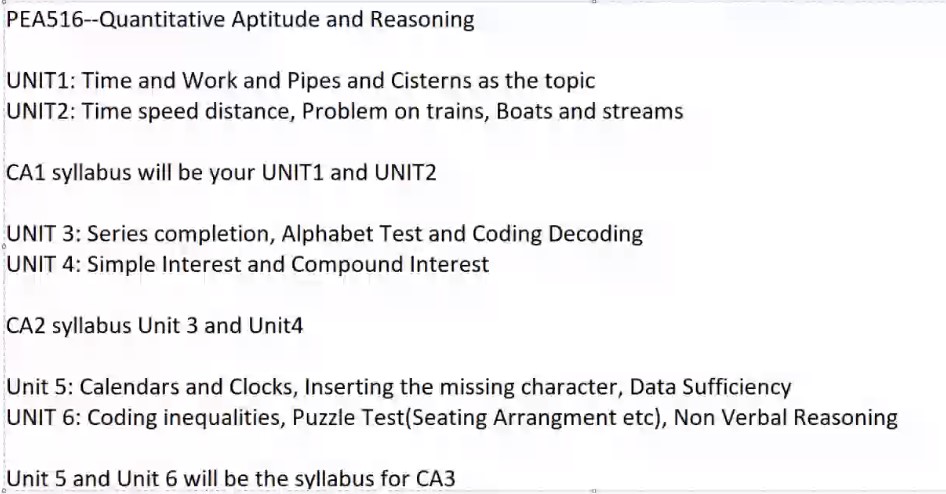 PEA516--Quantitative Aptitude and Reasoning
UNIT1: Time and Work and Pipes and Cisterns as the topic
UNIT2: Time speed distance, Problem on trains, Boats and streams
CA1 syllabus will be your UNIT1 and UNIT2
UNIT 3: Series completion, Alphabet Test and Coding Decoding
UNIT 4: Simple Interest and Compound Interest
CA2 syllabus Unit 3 and Unit4
Unit 5: Calendars and Clocks, Inserting the missing character, Data Sufficiency
UNIT 6: Coding inequalities, Puzzle Test(Seating Arrangment etc), Non Verbal Reasoning
Unit 5 and Unit 6 will be the syllabus for CA3